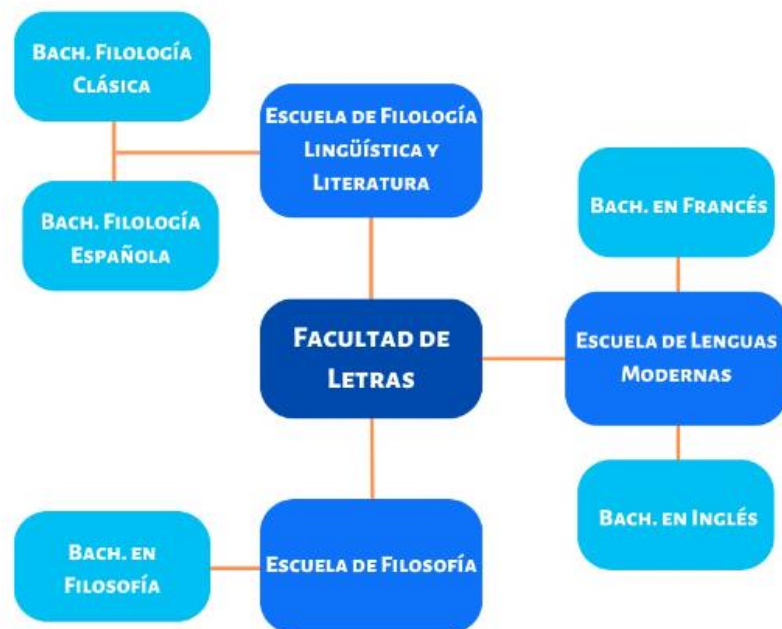 Bach. Filología
Clásica
Escuela de Filología
Lingüística y
Literatura
Bach. Filología
Española
Bach. en Francés
Facultad de
Letras
Escuela de Lenguas
Modernas
Bach. en Inglés
Bach. en
Filosofía
Escuela de Filosofía